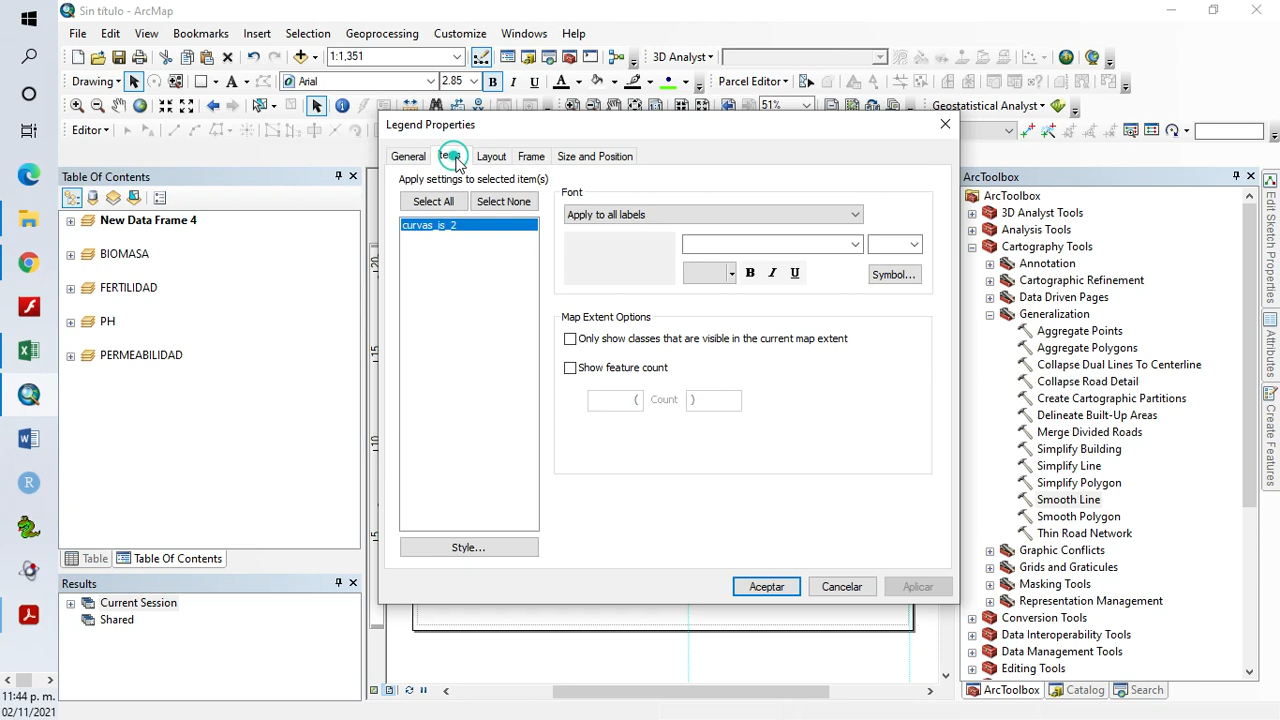 Sin título - ArcMap
File Edit View Bookmarks Insert Selection Geoprocessing Customize Windows Help
1:1,351 3D Analyst
Drawing Arial 2.85 B I U A Parcel Editor
51% Geostatistical Analyst
Editor
Legend Properties
General Layout Frame Size and Position
Table Of Contents
New Data Frame 4
BIOMASA
FERTILIDAD
PH
PERMEABILIDAD
Table Table Of Contents
Results
Current Session
Shared
Apply settings to selected item(s)
Select All Select None
curvas_is_2
Style...
Font
Apply to all labels
B I U Symbol...
Map Extent Options
Only show classes that are visible in the current map extent
Show feature count
( Count )
Aceptar Cancelar Aplicar
ArcToolbox
ArcToolbox
3D Analyst Tools
Analysis Tools
Cartography Tools
Annotation
Cartographic Refinement
Data Driven Pages
Generalization
Aggregate Points
Aggregate Polygons
Collapse Dual Lines To Centerline
Collapse Road Detail
Create Cartographic Partitions
Delineate Built-Up Areas
Merge Divided Roads
Simplify Building
Simplify Line
Simplify Polygon
Smooth Line
Smooth Polygon
Thin Road Network
Graphic Conflicts
Grids and Graticules
Masking Tools
Representation Management
Conversion Tools
Data Interoperability Tools
Data Management Tools
Editing Tools
ArcToolbox Catalog Search
Edit Sketch Properties
Attributes
Create Features
11:44 p. m.
02/11/2021